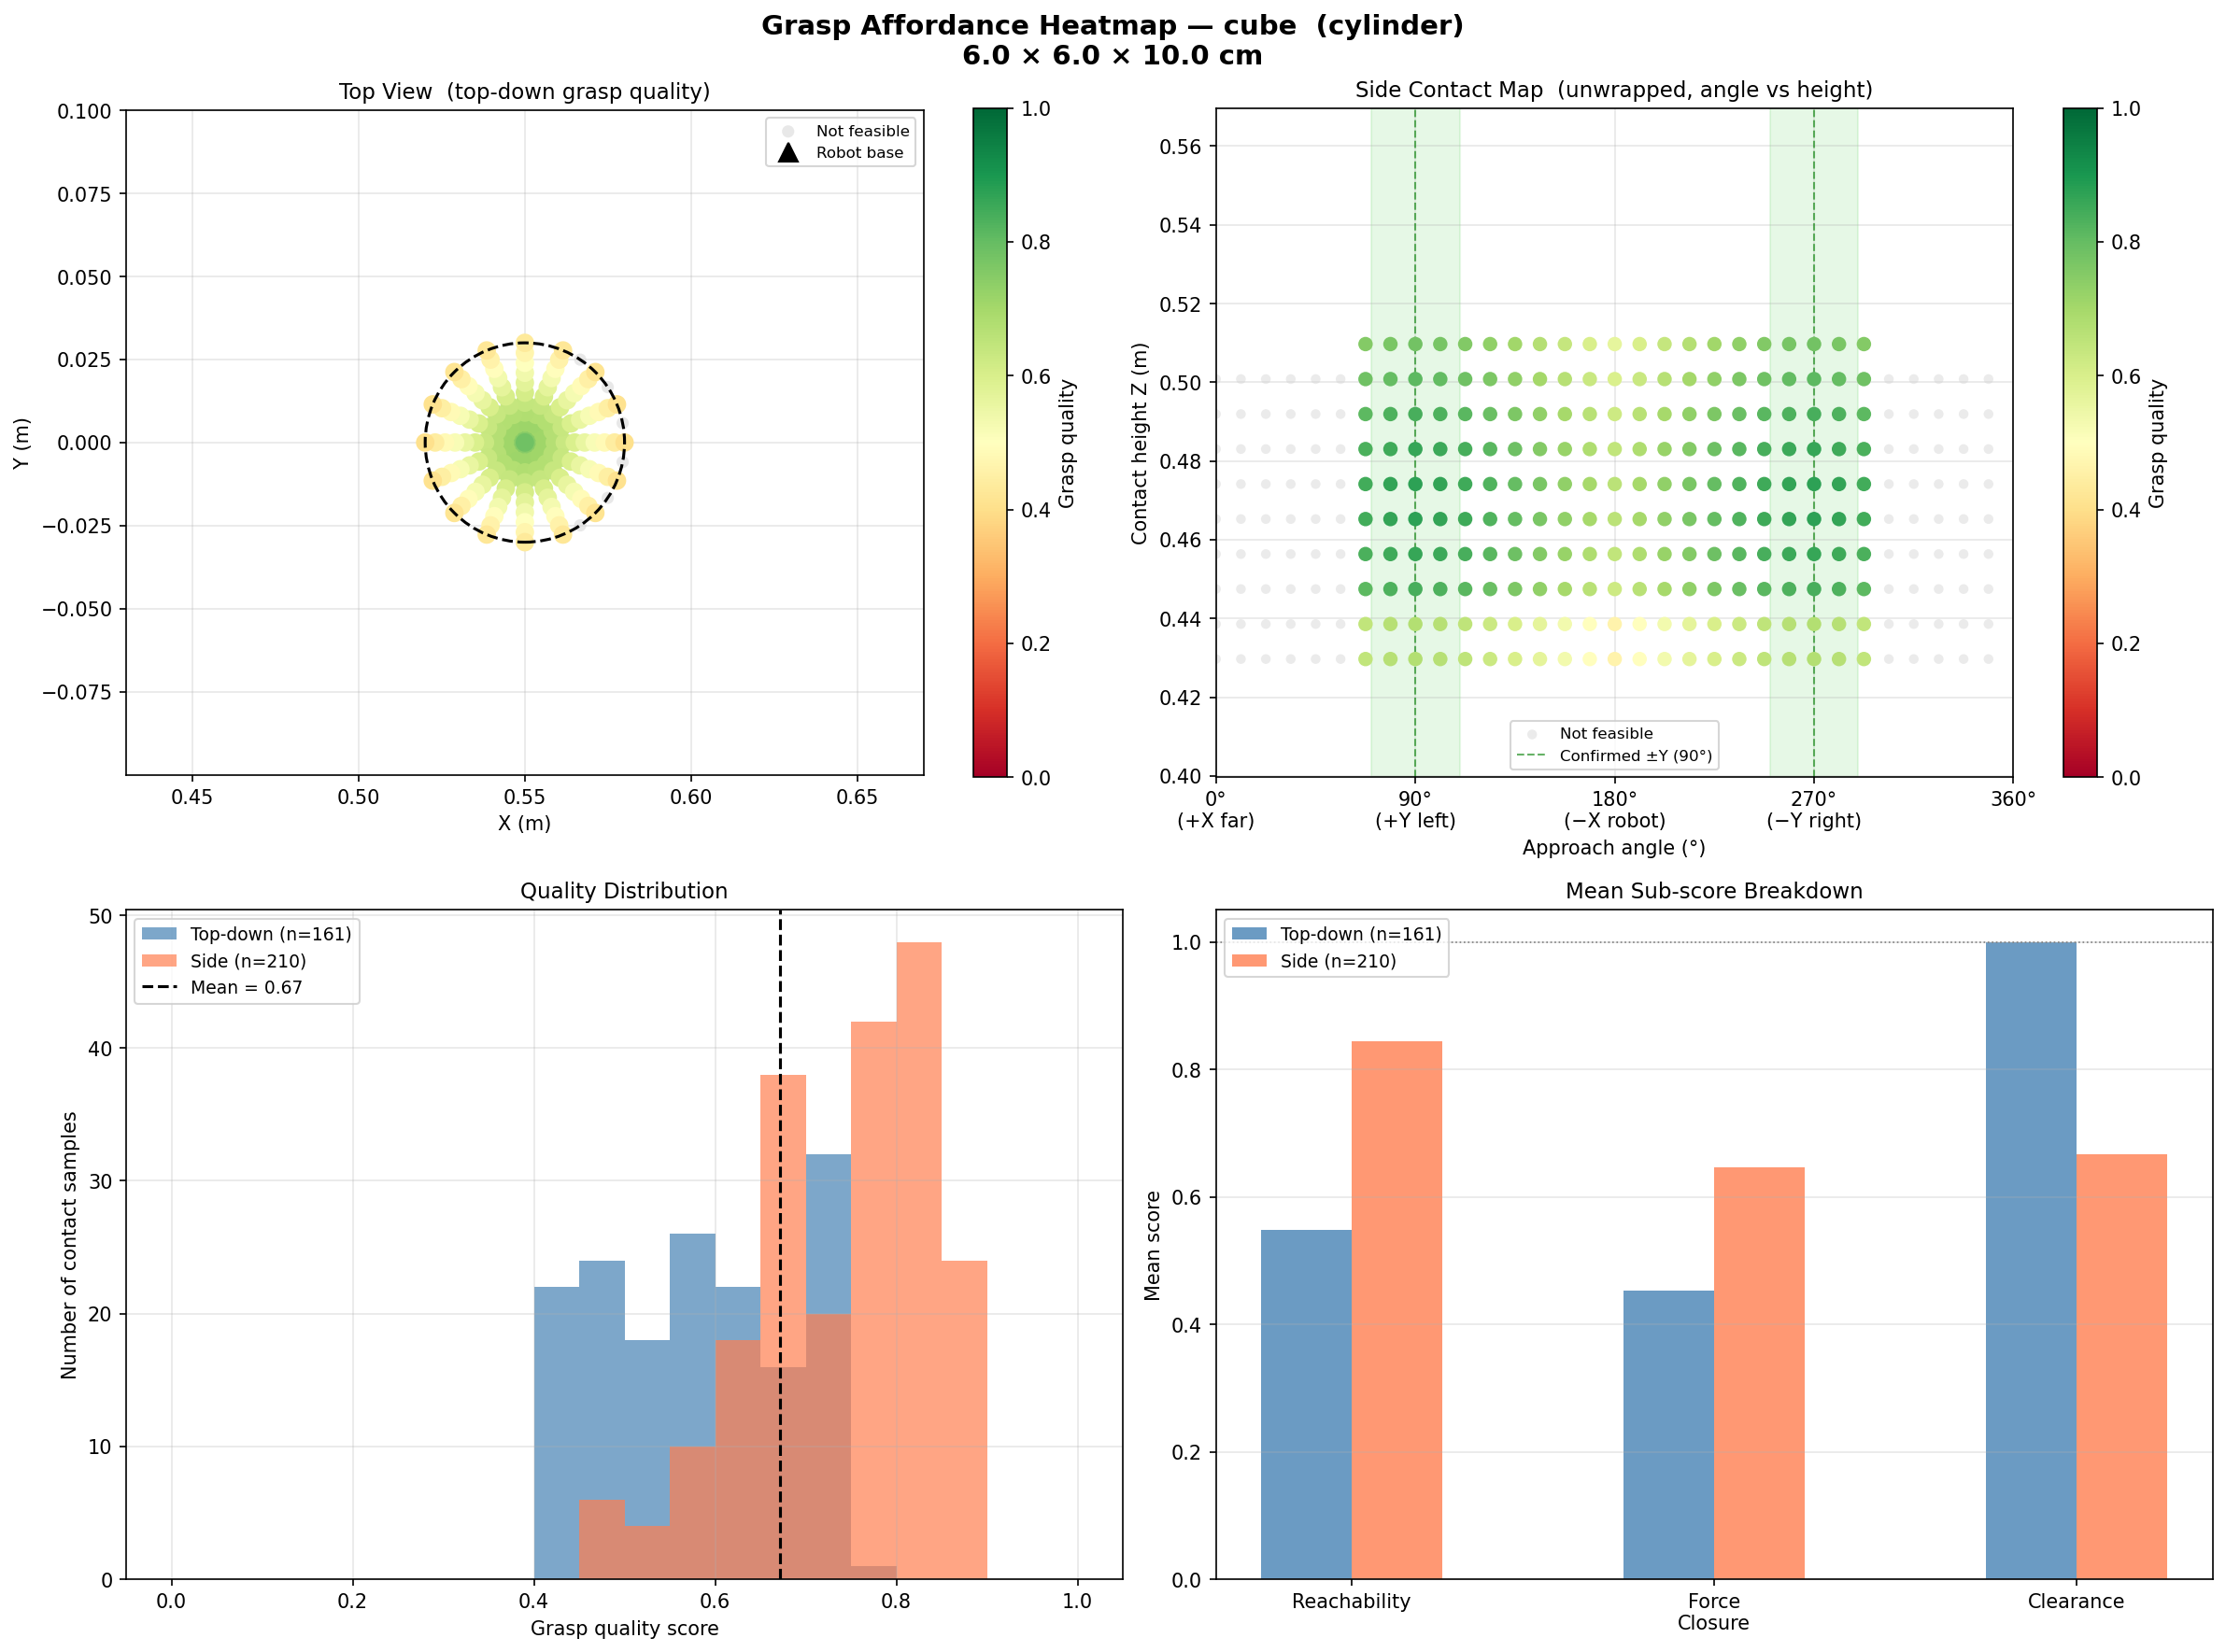 Grasp Affordance Heatmap — cube  (cylinder)
6.0 × 6.0 × 10.0 cm
Top View  (top-down grasp quality)
0.100
0.075
0.050
0.025
0.000
−0.025
−0.050
−0.075
Y (m)
0.45
0.50
0.55
0.60
0.65
X (m)
Not feasible
Robot base
1.0
0.8
0.6
0.4
0.2
0.0
Grasp quality
Side Contact Map  (unwrapped, angle vs height)
0.56
0.54
0.52
0.50
0.48
0.46
0.44
0.42
0.40
Contact height Z (m)
Not feasible
Confirmed ±Y (90°)
0°
(+X far)
90°
(+Y left)
180°
(−X robot)
270°
(−Y right)
360°
Approach angle (°)
1.0
0.8
0.6
0.4
0.2
0.0
Grasp quality
Quality Distribution
50
40
30
20
10
0
Number of contact samples
Top-down (n=161)
Side (n=210)
Mean = 0.67
0.0
0.2
0.4
0.6
0.8
1.0
Grasp quality score
Mean Sub-score Breakdown
1.0
0.8
0.6
0.4
0.2
0.0
Mean score
Top-down (n=161)
Side (n=210)
Reachability
Force
Closure
Clearance